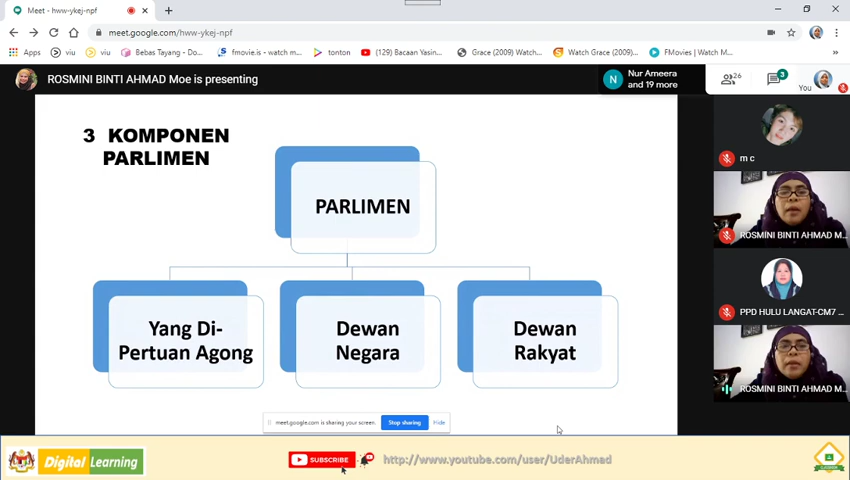 Meet - hww-ykej-npf
meet.google.com/hww-ykej-npf
Apps viu viu Bebas Tayang - Do... fmovie.is - watch m... tonton (129) Bacaan Yasin... Grace (2009) Watch... Watch Grace (2009)... FMovies | Watch M...
ROSMINI BINTI AHMAD Moe is presenting
N Nur Ameera
and 19 more
26
3
You
3 KOMPONEN
PARLIMEN
PARLIMEN
Yang Di-
Pertuan Agong
Dewan
Negara
Dewan
Rakyat
m c
ROSMINI BINTI AHMAD M...
PPD HULU LANGAT-CM7 ...
ROSMINI BINTI AHMAD M...
meet.google.com is sharing your screen. Stop sharing Hide
Digital Learning
SUBSCRIBE
http://www.youtube.com/user/UderAhmad